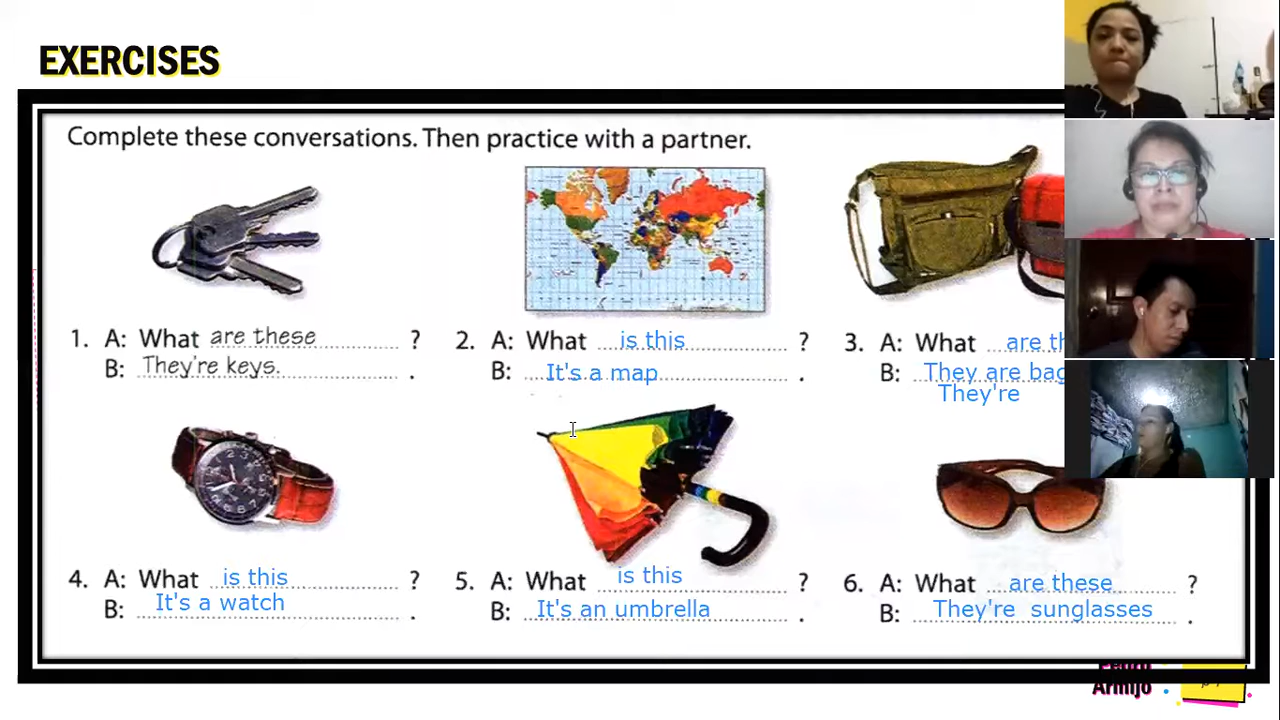 EXERCISES
Complete these conversations. Then practice with a partner.
1. A: What are these ?
B: They're keys. .
2. A: What is this ?
B: It's a map .
3. A: What are th
B: They are bag
They're
4. A: What is this ?
B: It's a watch .
5. A: What is this ?
B: It's an umbrella .
6. A: What are these ?
B: They're sunglasses .
Armijo